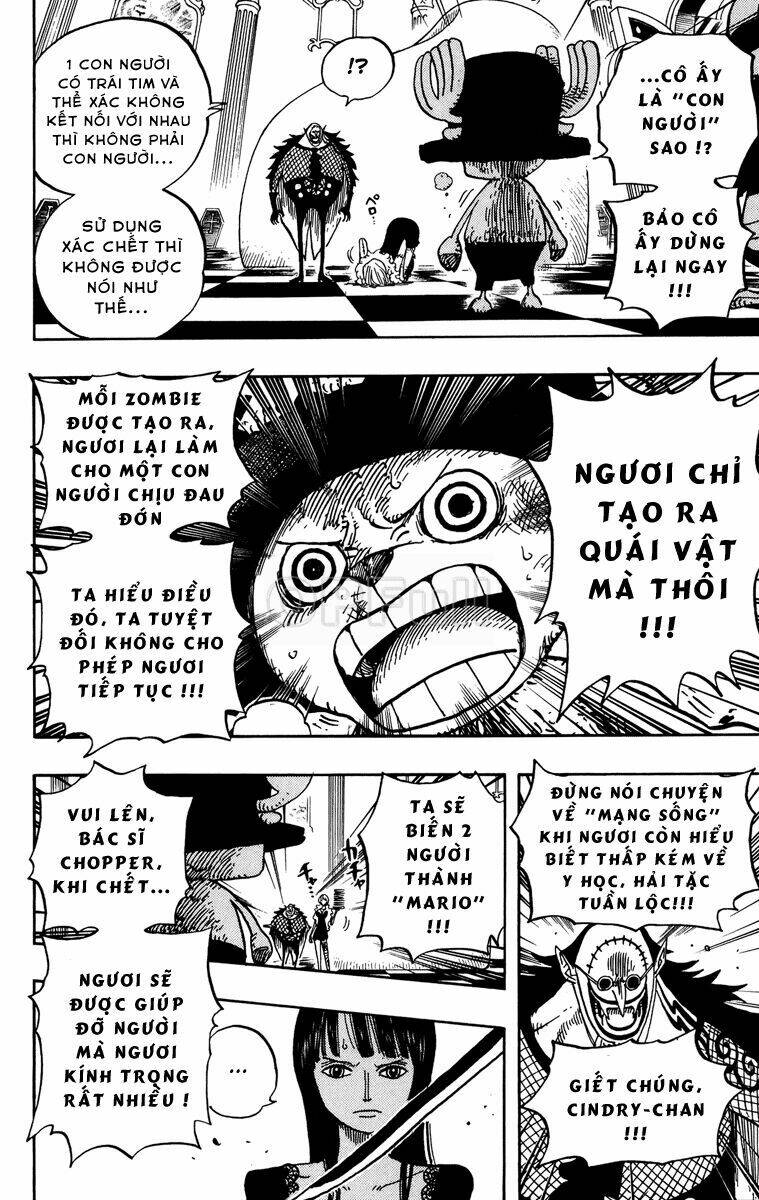 ...CÔ ẤY
LÀ "CON
NGƯỜI"
SAO !?
BẢO CÔ
ẤY DỪNG
LẠI NGAY
!!!
!?
1 CON NGƯỜI
CÓ TRÁI TIM VÀ
THỂ XÁC KHÔNG
KẾT NỐI VỚI NHAU
THÌ KHÔNG PHẢI
CON NGƯỜI...
SỬ DỤNG
XÁC CHẾT THÌ
KHÔNG ĐƯỢC
NÓI NHƯ
THẾ...
NGƯƠI CHỈ
TẠO RA
QUÁI VẬT
MÀ THÔI
!!!
MỖI ZOMBIE
ĐƯỢC TẠO RA,
NGƯƠI LẠI LÀM
CHO MỘT CON
NGƯỜI CHỊU ĐAU
ĐỚN
TA HIỂU ĐIỀU
ĐÓ, TA TUYỆT
ĐỐI KHÔNG CHO
PHÉP NGƯƠI
TIẾP TỤC !!!
ĐỪNG NÓI CHUYỆN
VỀ "MẠNG SỐNG"
KHI NGƯƠI CÒN HIỂU
BIẾT THẤP KÉM VỀ
Y HỌC, HẢI TẶC
TUẦN LỘC!!!
GIẾT CHÚNG,
CINDRY-CHAN
!!!
TA SẼ
BIẾN 2
NGƯỜI
THÀNH
"MARIO"
!!!
VUI LÊN,
BÁC SĨ
CHOPPER,
KHI CHẾT...
NGƯƠI SẼ
ĐƯỢC GIÚP
ĐỠ NGƯỜI
MÀ NGƯƠI
KÍNH TRỌNG
RẤT NHIỀU !
...